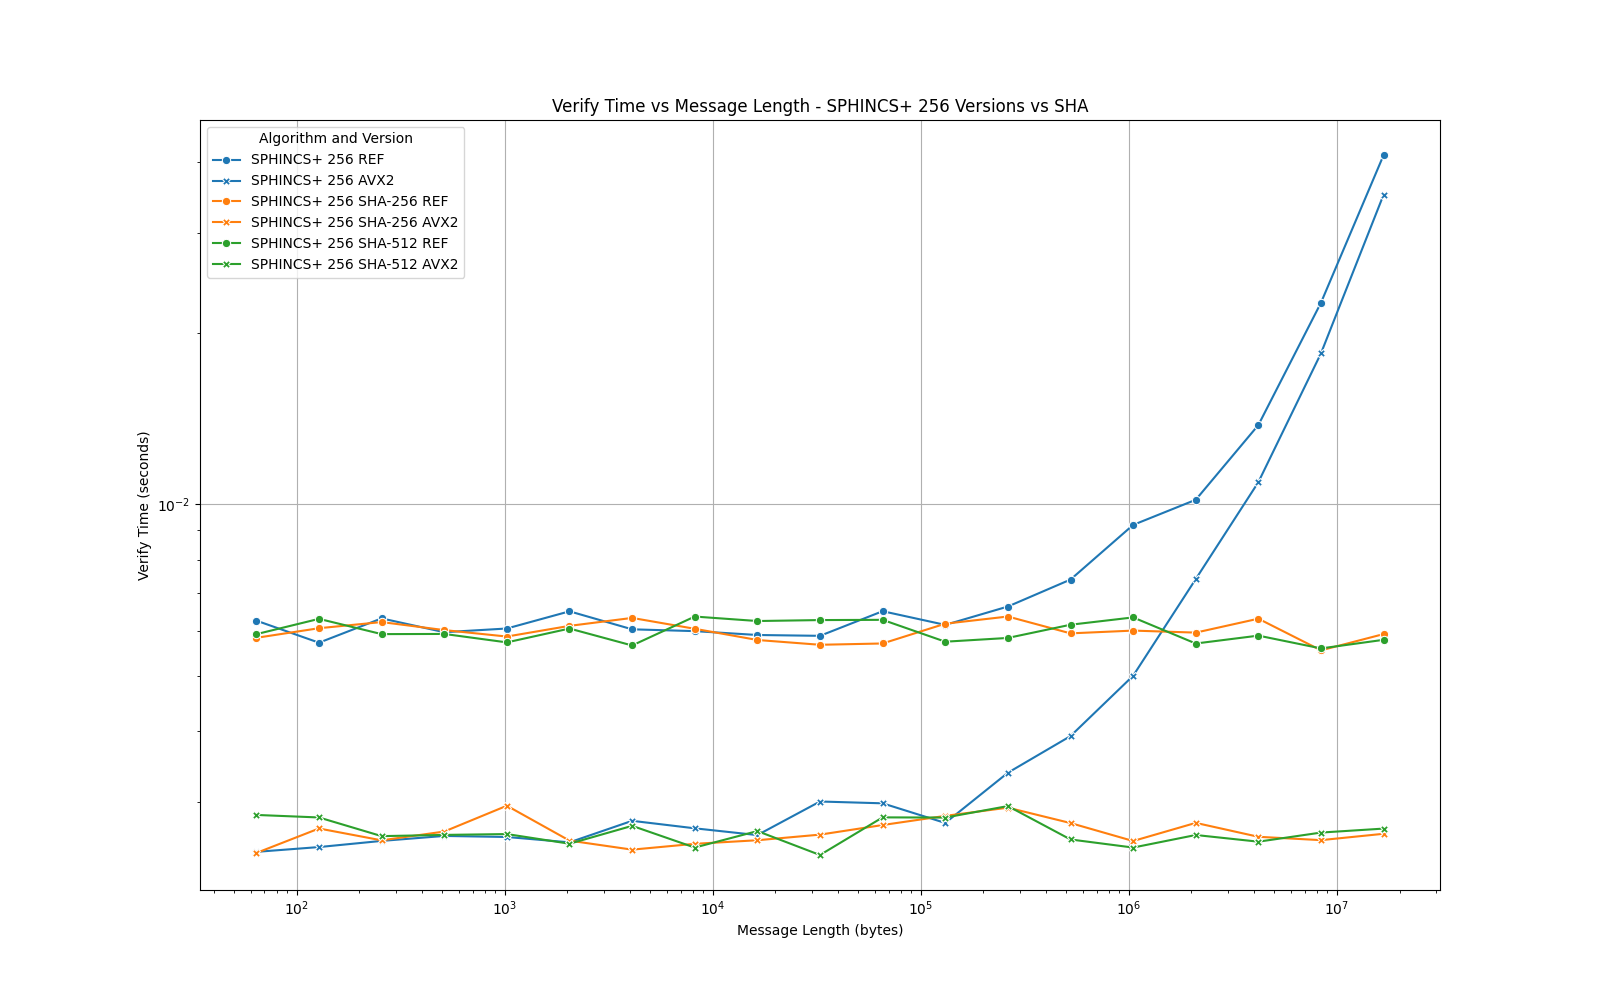 Verify Time vs Message Length - SPHINCS+ 256 Versions vs SHA
Algorithm and Version
SPHINCS+ 256 REF
SPHINCS+ 256 AVX2
SPHINCS+ 256 SHA-256 REF
SPHINCS+ 256 SHA-256 AVX2
SPHINCS+ 256 SHA-512 REF
SPHINCS+ 256 SHA-512 AVX2
Verify Time (seconds)
10⁻²
10² 10³ 10⁴ 10⁵ 10⁶ 10⁷
Message Length (bytes)